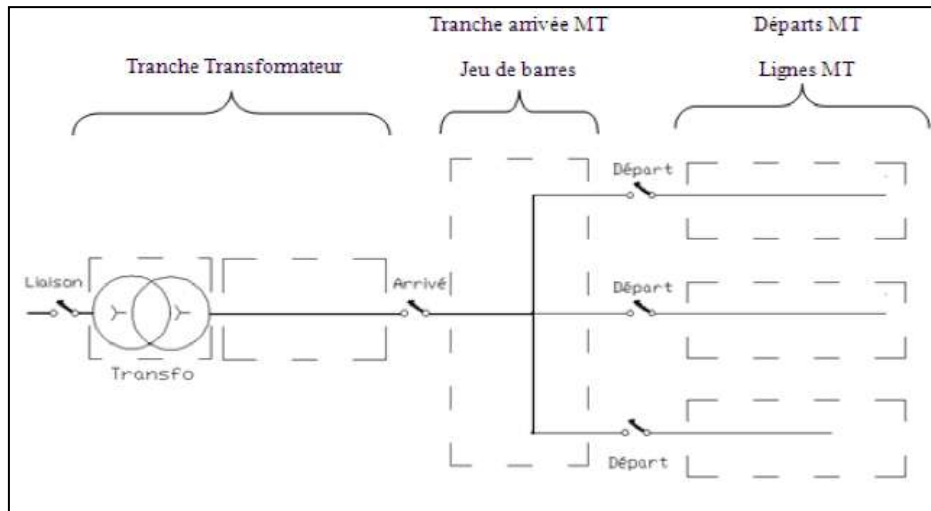 Tranche arrivée MT
Départs MT
Tranche Transformateur
Jeu de barres
Lignes MT
Départ
Liaison
Arrivé
Départ
Transfo
Départ